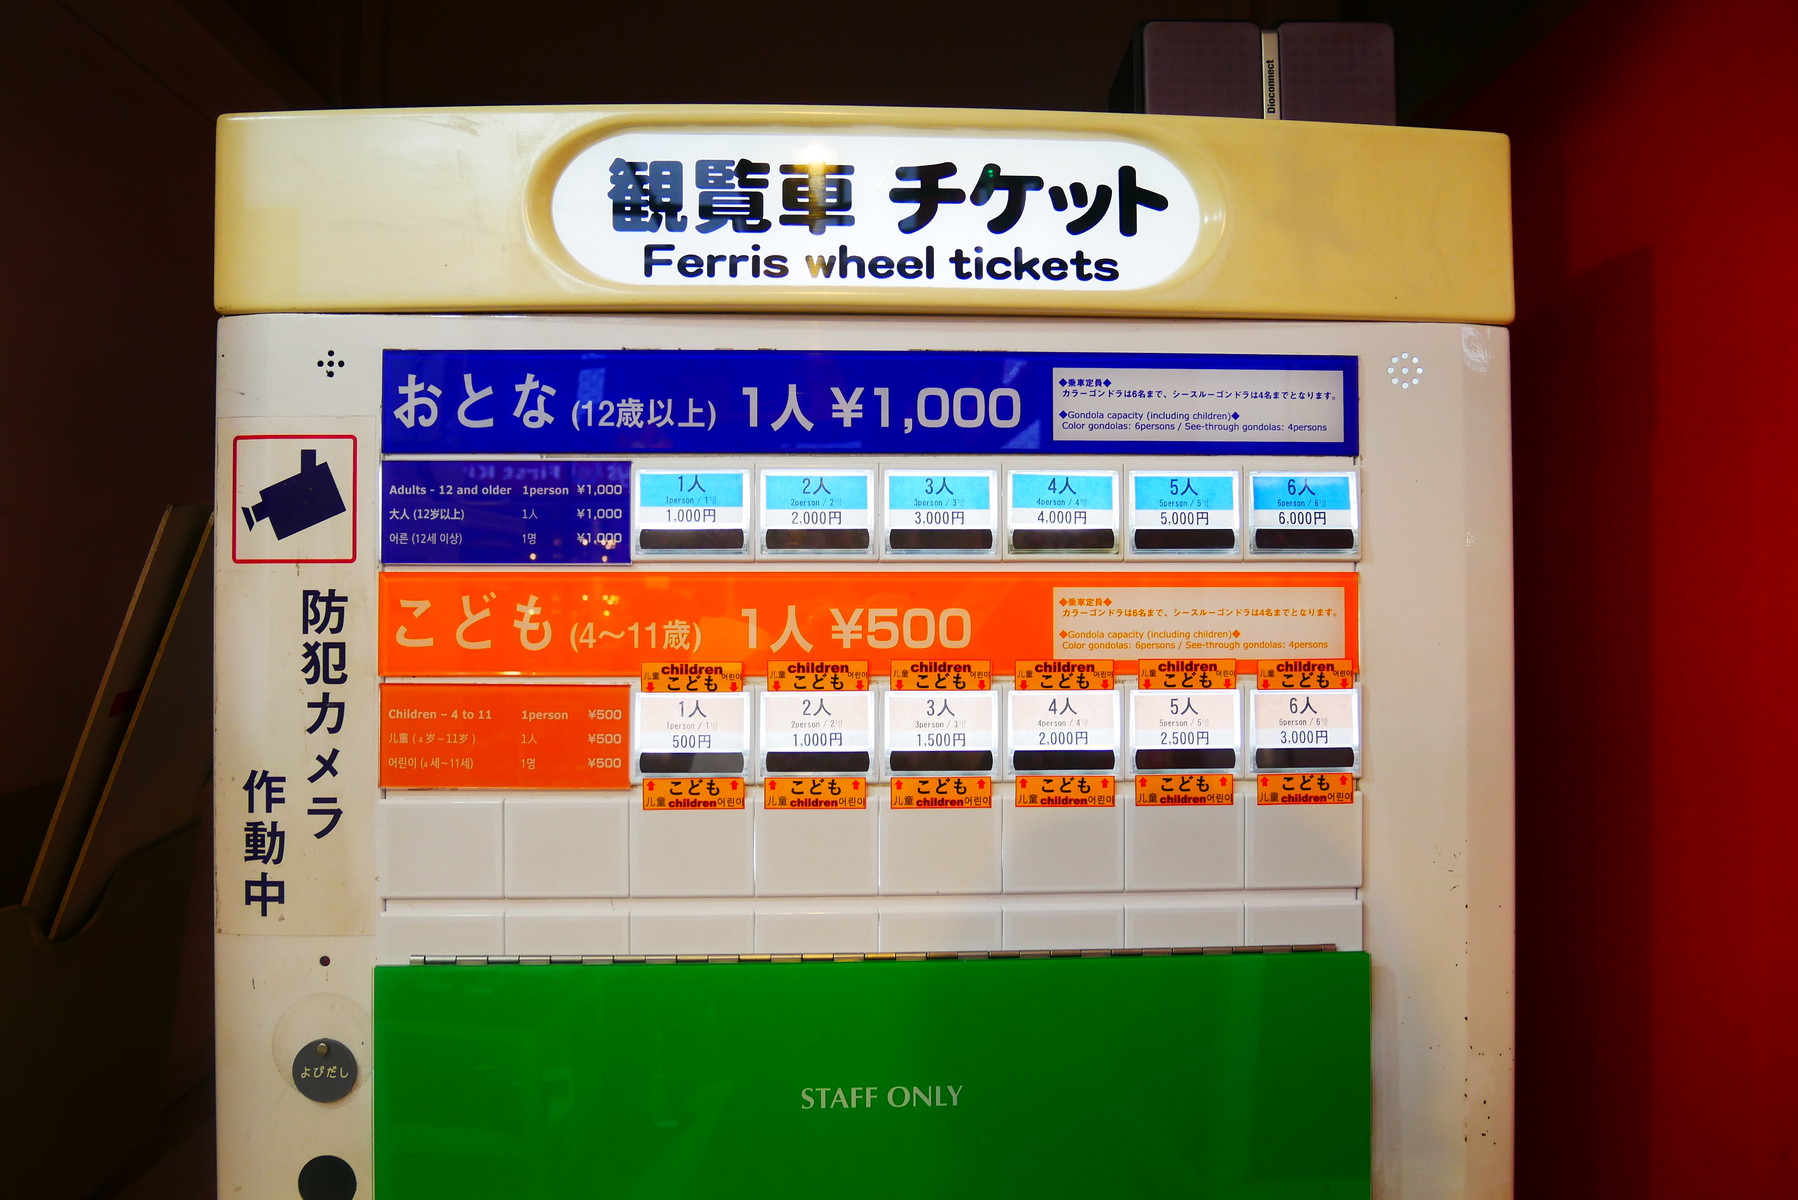 Dioconnect
観覧車 チケット
Ferris wheel tickets
おとな (12歳以上) 1人 ¥1,000
◆乗車定員◆
カラーゴンドラは6名まで、シースルーゴンドラは4名までとなります。
◆Gondola capacity (including children)◆
Color gondolas: 6persons / See-through gondolas: 4persons
Adults - 12 and older 1person ¥1,000
大人 (12岁以上) 1人 ¥1,000
어른 (12세 이상) 1명 ¥1,000
1人
1person / 1명
1,000円
2人
2person / 2명
2,000円
3人
3person / 3명
3,000円
4人
4person / 4명
4,000円
5人
5person / 5명
5,000円
6人
6person / 6명
6,000円
こども (4～11歳) 1人 ¥500
◆乗車定員◆
カラーゴンドラは6名まで、シースルーゴンドラは4名までとなります。
◆Gondola capacity (including children)◆
Color gondolas: 6persons / See-through gondolas: 4persons
Children - 4 to 11 1person ¥500
儿童 (4岁~11岁) 1人 ¥500
어린이 (4세~11세) 1명 ¥500
children
儿童 こども 어린이
children
儿童 こども 어린이
children
儿童 こども 어린이
children
儿童 こども 어린이
children
儿童 こども 어린이
children
儿童 こども 어린이
1人
1person / 1명
500円
2人
2person / 2명
1,000円
3人
3person / 3명
1,500円
4人
4person / 4명
2,000円
5人
5person / 5명
2,500円
6人
6person / 6명
3,000円
こども
儿童 children 어린이
こども
儿童 children 어린이
こども
儿童 children 어린이
こども
儿童 children 어린이
こども
儿童 children 어린이
こども
儿童 children 어린이
防犯カメラ
作動中
よびだし
STAFF ONLY